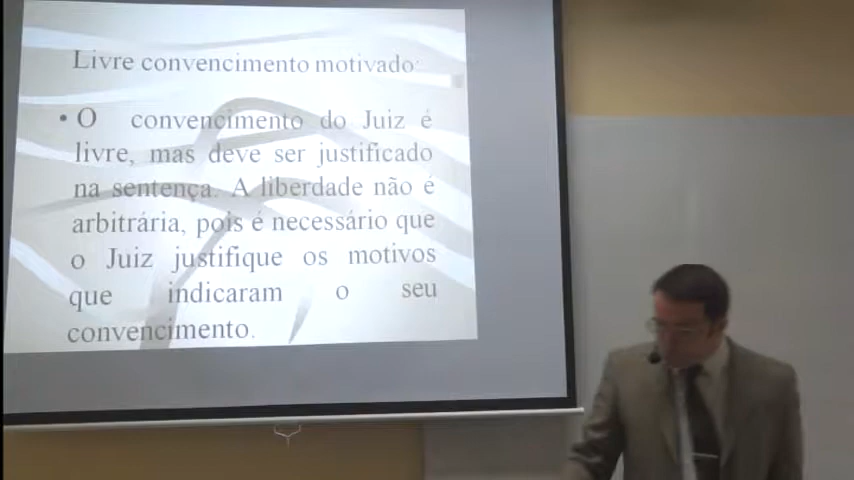 Livre convencimento motivado:
• O convencimento do Juiz é
livre, mas deve ser justificado
na sentença. A liberdade não é
arbitrária, pois é necessário que
o Juiz justifique os motivos
que indicaram o seu
convencimento.